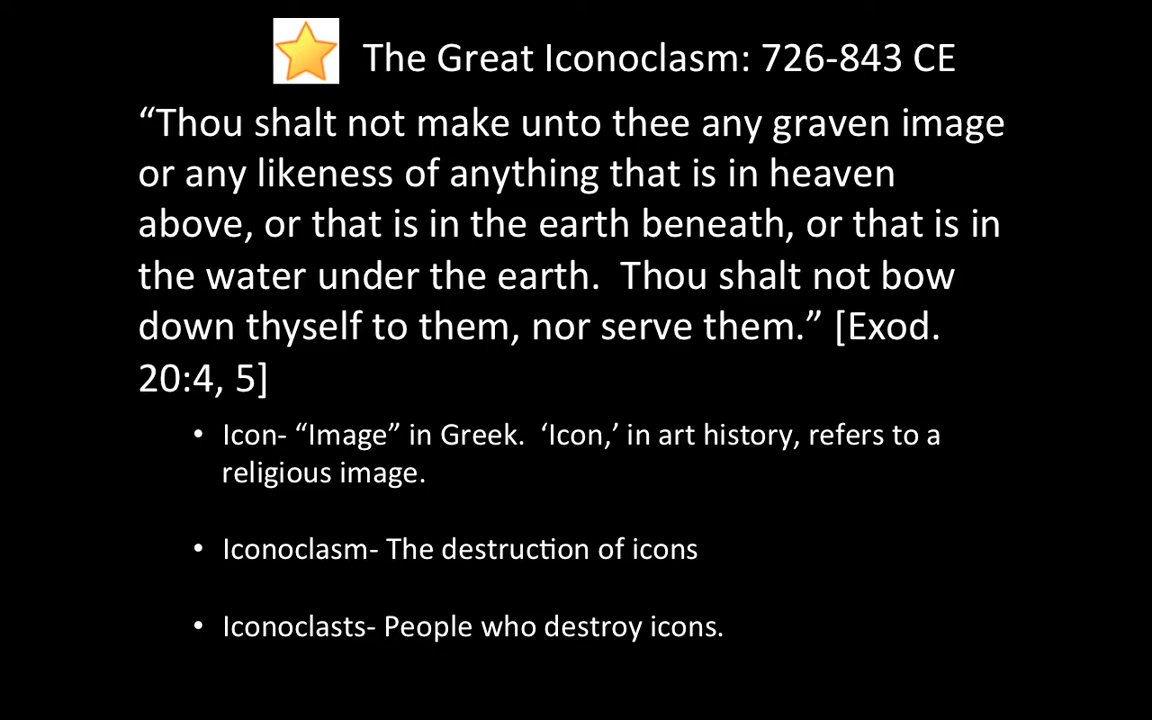 The Great Iconoclasm: 726-843 CE
“Thou shalt not make unto thee any graven image
or any likeness of anything that is in heaven
above, or that is in the earth beneath, or that is in
the water under the earth.  Thou shalt not bow
down thyself to them, nor serve them.” [Exod.
20:4, 5]
• Icon- “Image” in Greek.  ‘Icon,’ in art history, refers to a
religious image.
• Iconoclasm- The destruction of icons
• Iconoclasts- People who destroy icons.